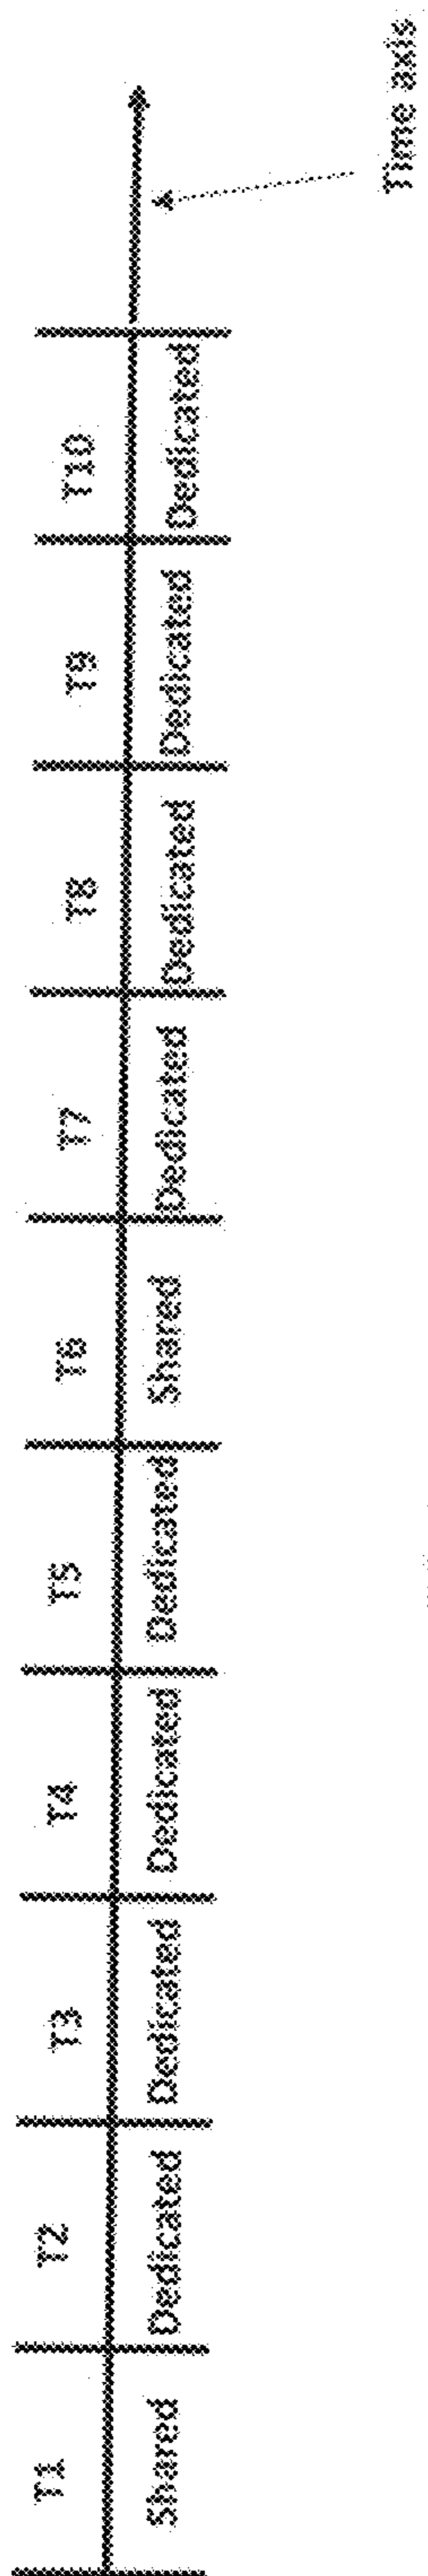 T1 T2 T3 T4 T5 T6 T7 T8 T9 T10
Shared Dedicated Dedicated Dedicated Dedicated Shared Dedicated Dedicated Dedicated Dedicated
Time axis